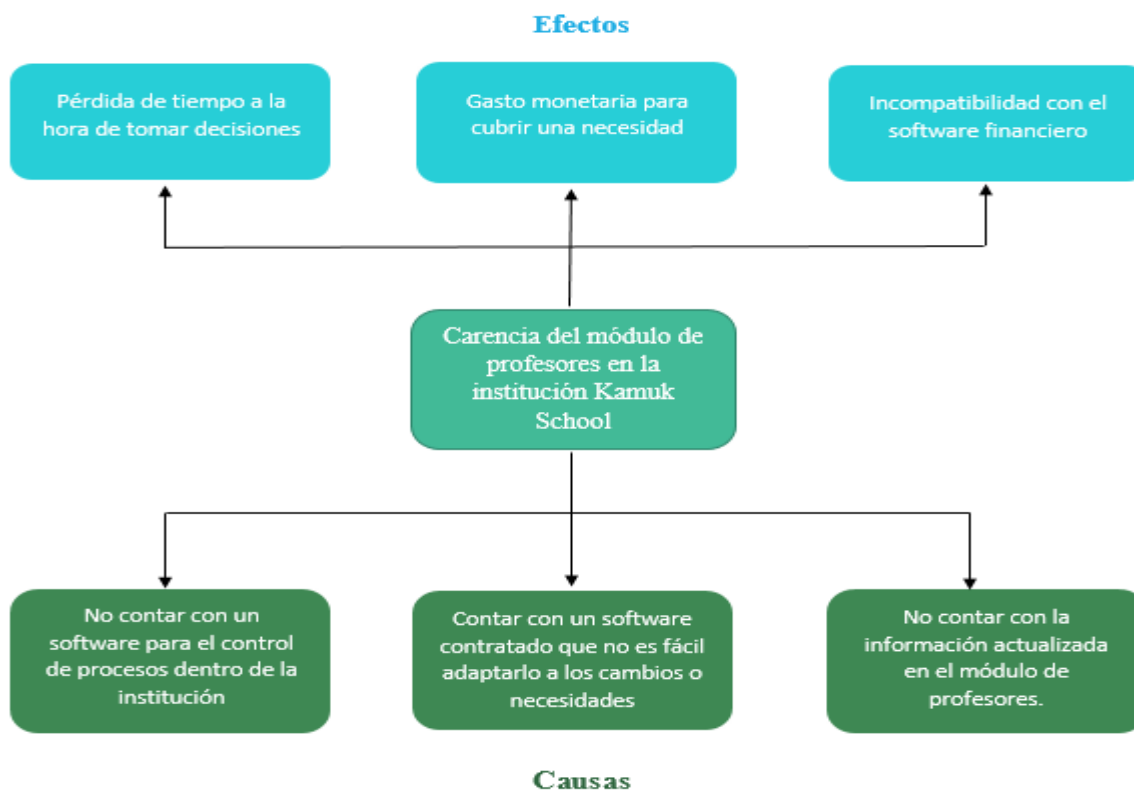 Efectos
Pérdida de tiempo a la
hora de tomar decisiones
Gasto monetaria para
cubrir una necesidad
Incompatibilidad con el
software financiero
Carencia del módulo de
profesores en la
institución Kamuk
School
No contar con un
software para el control
de procesos dentro de la
institución
Contar con un software
contratado que no es fácil
adaptarlo a los cambios o
necesidades
No contar con la
información actualizada
en el módulo de
profesores.
Causas